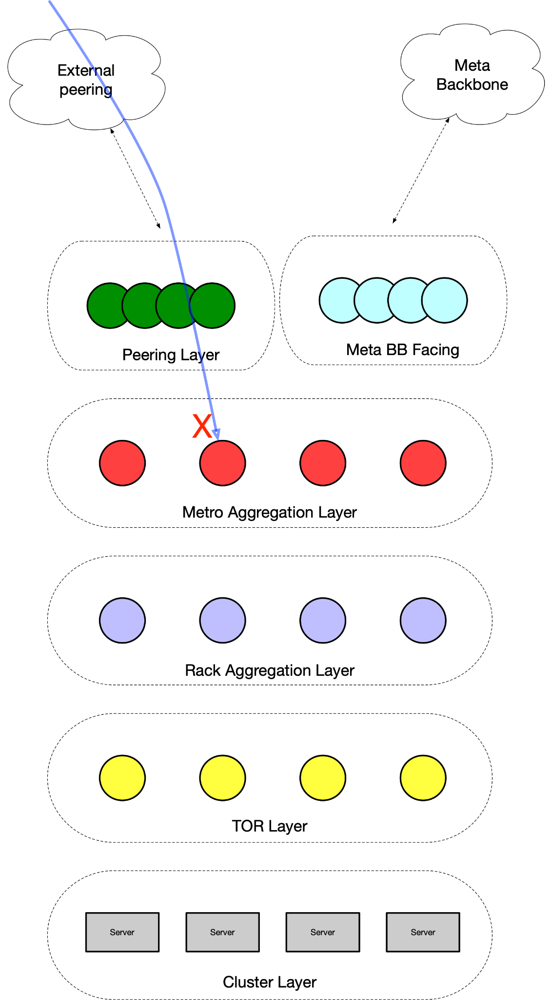 External
peering
Meta
Backbone
Peering Layer
Meta BB Facing
X
Metro Aggregation Layer
Rack Aggregation Layer
TOR Layer
Server
Server
Server
Server
Cluster Layer